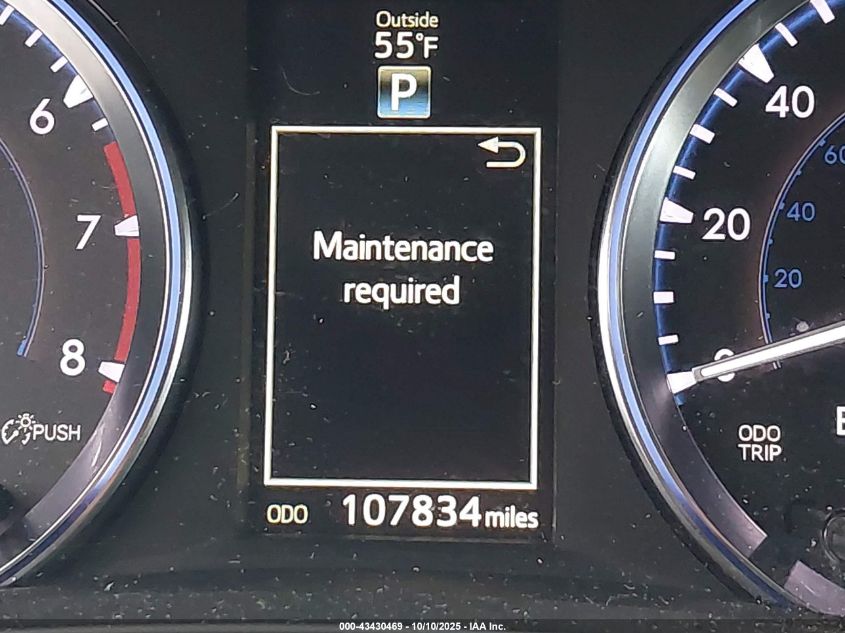 Outside
55°F
P
Maintenance
required
ODO 107834 miles
6
7
8
PUSH
40
20
0
60
40
20
ODO
TRIP
000-43430469 - 10/10/2025 - IAA Inc.